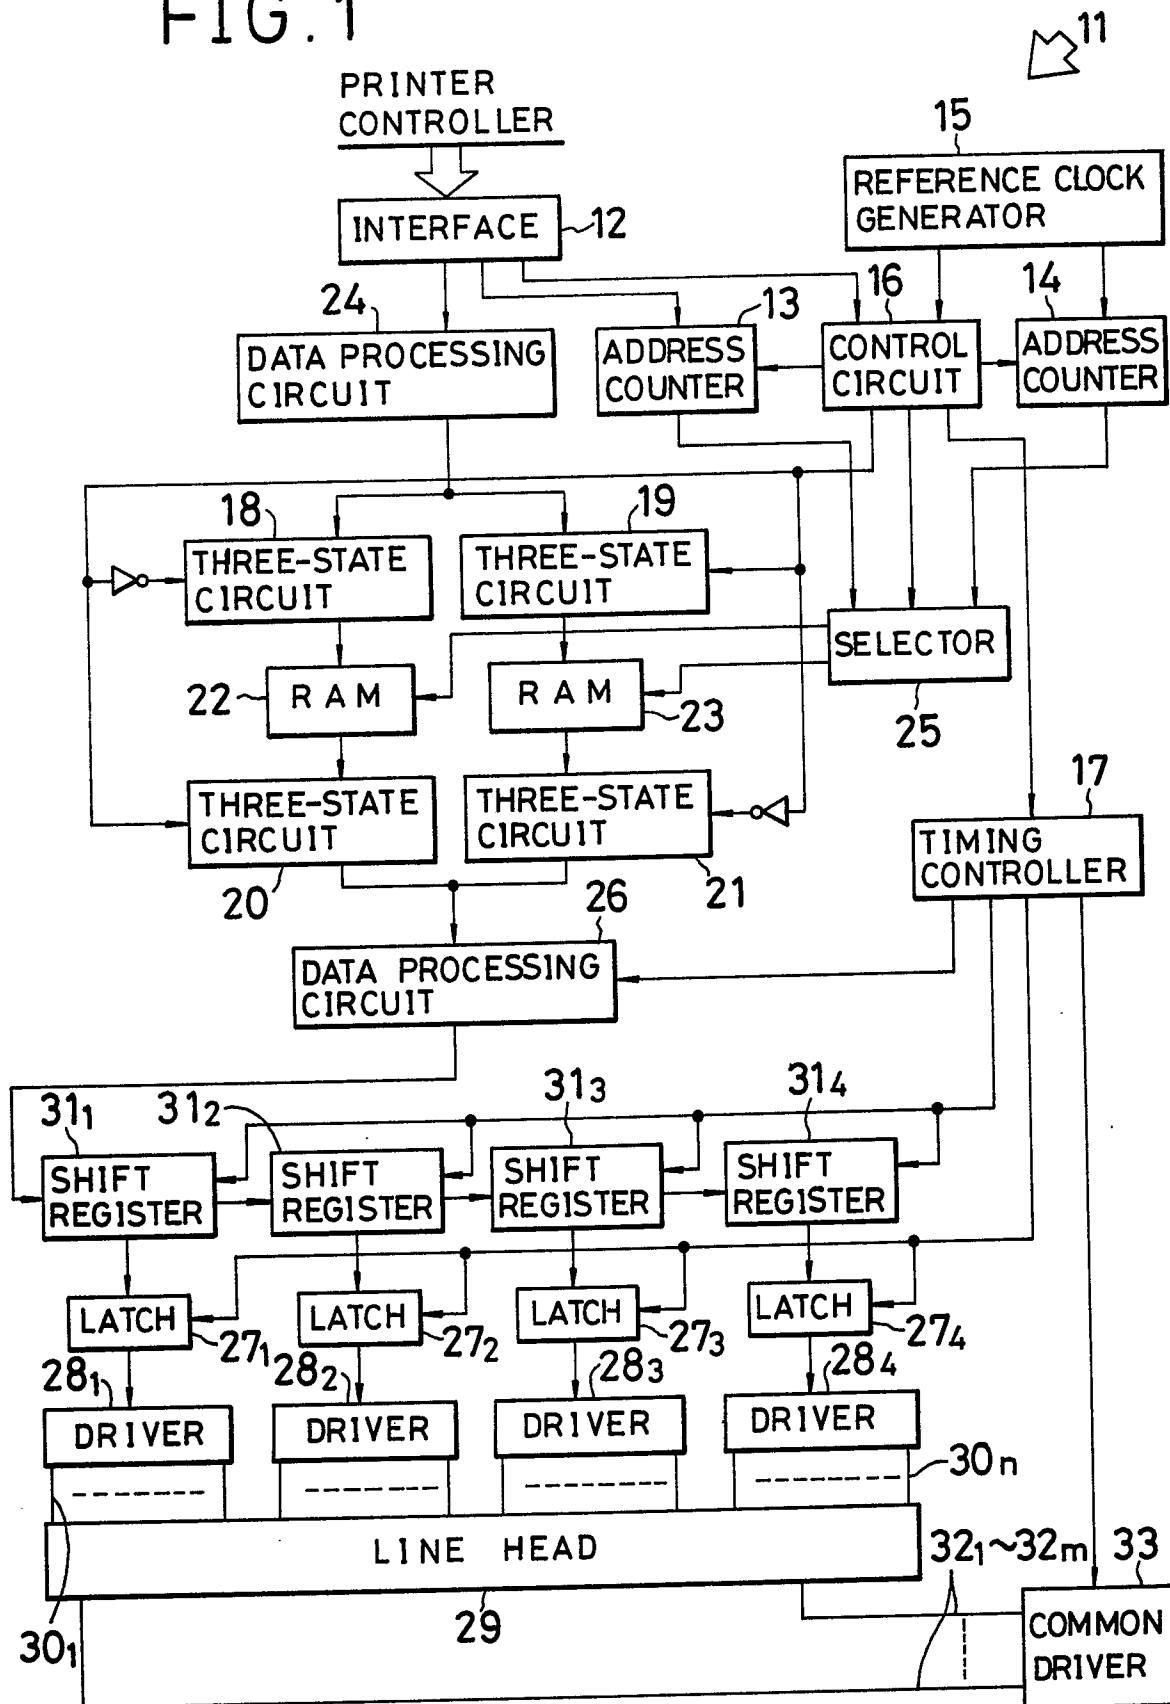 FIG. 1
11
PRINTER
CONTROLLER
15
REFERENCE CLOCK
GENERATOR
INTERFACE
12
24
13
16
14
DATA PROCESSING
CIRCUIT
ADDRESS
COUNTER
CONTROL
CIRCUIT
ADDRESS
COUNTER
18
19
THREE-STATE
CIRCUIT
THREE-STATE
CIRCUIT
SELECTOR
25
22
RAM
RAM
23
17
THREE-STATE
CIRCUIT
THREE-STATE
CIRCUIT
TIMING
CONTROLLER
20
21
26
DATA PROCESSING
CIRCUIT
31₁
31₂
31₃
31₄
SHIFT
REGISTER
SHIFT
REGISTER
SHIFT
REGISTER
SHIFT
REGISTER
LATCH
LATCH
LATCH
LATCH
27₁
27₂
27₃
27₄
28₁
28₂
28₃
28₄
DRIVER
DRIVER
DRIVER
DRIVER
30n
LINE HEAD
32₁~32m
33
30₁
29
COMMON
DRIVER